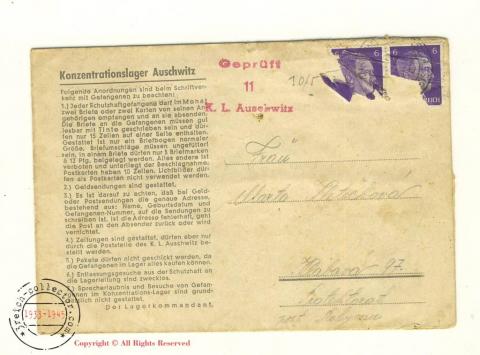 Konzentrationslager Auschwitz
Folgende Anordnungen sind beim Schriftver-
kehr mit Gefangenen zu beachten:
1.) Jeder Schutzhaftgefangene darf im Monat
zwei Briefe oder zwei Karten von seinen An-
gehörigen empfangen und an sie absenden.
Die Briefe an die Gefangenen müssen gut
lesbar mit Tinte geschrieben sein und dür-
fen nur 15 Zeilen auf einer Seite enthalten.
Gestattet ist nur ein Briefbogen normaler
Größe. Briefumschläge müssen ungefüttert
sein. In einem Briefe dürfen nur 5 Briefmarken
à 12 Pfg. beigelegt werden. Alles andere ist
verboten und unterliegt der Beschlagnahme.
Postkarten haben 10 Zeilen. Lichtbilder dür-
fen als Postkarten nicht verwendet werden.
2.) Geldsendungen sind gestattet.
3.) Es ist darauf zu achten, daß bei Geld-
oder Postsendungen die genaue Adresse,
bestehend aus: Name, Geburtsdatum und
Gefangenen-Nummer, auf die Sendungen zu
schreiben ist. Ist die Adresse fehlerhaft, geht
die Post an den Absender zurück oder wird
vernichtet.
4.) Zeitungen sind gestattet, dürfen aber nur
durch die Poststelle des K. L. Auschwitz be-
stellt werden.
5.) Pakete dürfen nicht geschickt werden, da
die Gefangenen im Lager alles kaufen können.
6.) Entlassungsgesuche aus der Schutzhaft an
die Lagerleitung sind zwecklos.
7.) Sprecherlaubnis und Besuche von Gefan-
genen im Konzentrations-Lager sind grund-
sätzlich nicht gestattet.
Der Lagerkommandant.
Geprüft
11
K. L. Auschwitz
6
6
REICH
Frau
97
3reich-collector.com
1933-1945
Copyright © All Rights Reserved